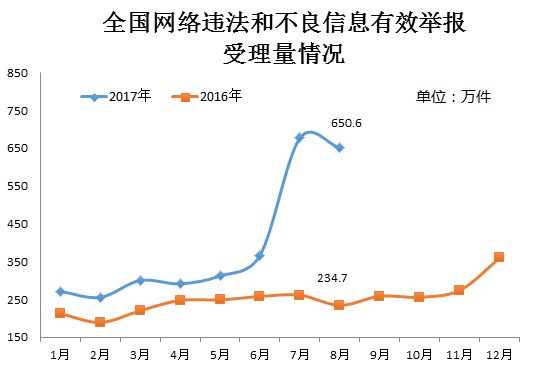 全国网络违法和不良信息有效举报
受理量情况
850
2017年
2016年
单位：万件
750
650.6
650
550
450
350
234.7
250
150
1月 2月 3月 4月 5月 6月 7月 8月 9月 10月 11月 12月